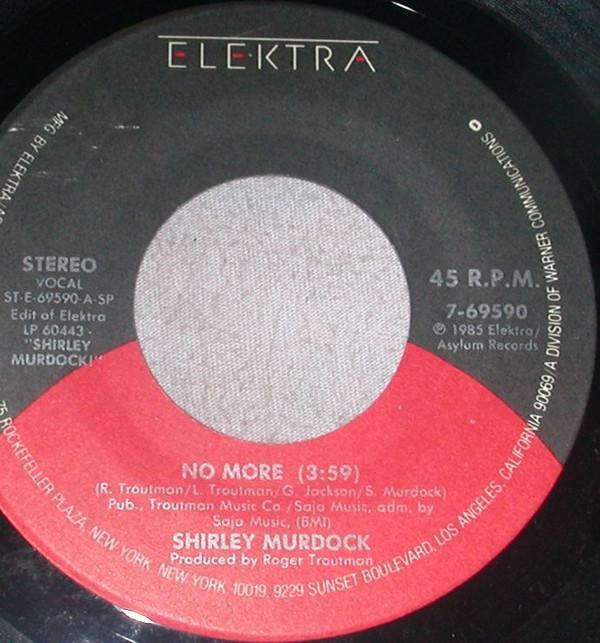 ELEKTRA
STEREO
VOCAL
ST-E-69590-A-SP
Edit of Elektra
LP 60443 -
"SHIRLEY
MURDOCK!"
45 R.P.M.
7-69590
℗ 1985 Elektra/
Asylum Records
NO MORE (3:59)
(R. Troutman/L. Troutman/G. Jackson/S. Murdock)
Pub., Troutman Music Co./Saja Music, adm. by
Saja Music, (BMI)
SHIRLEY MURDOCK
Produced by Roger Troutman
MFG BY ELEKTRA/
75 ROCKEFELLER PLAZA, NEW YORK, NEW YORK 10019, 9229 SUNSET BOULEVARD, LOS ANGELES, CALIFORNIA 90069/A DIVISION OF WARNER COMMUNICATIONS